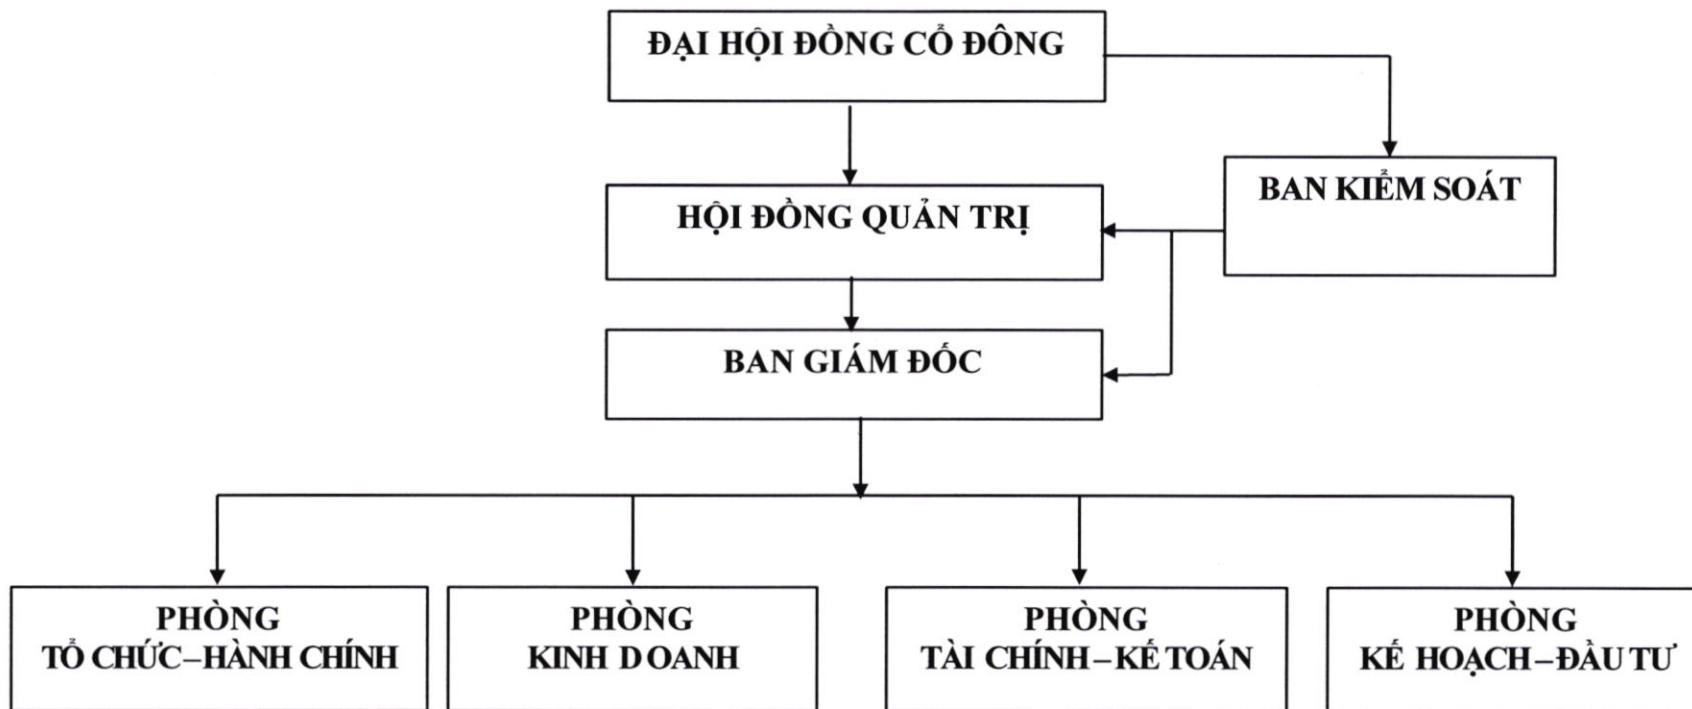 ĐẠI HỘI ĐỒNG CỔ ĐÔNG
BAN KIỂM SOÁT
HỘI ĐỒNG QUẢN TRỊ
BAN GIÁM ĐỐC
PHÒNG
TỔ CHỨC–HÀNH CHÍNH
PHÒNG
KINH DOANH
PHÒNG
TÀI CHÍNH–KẾ TOÁN
PHÒNG
KẾ HOẠCH–ĐẦU TƯ